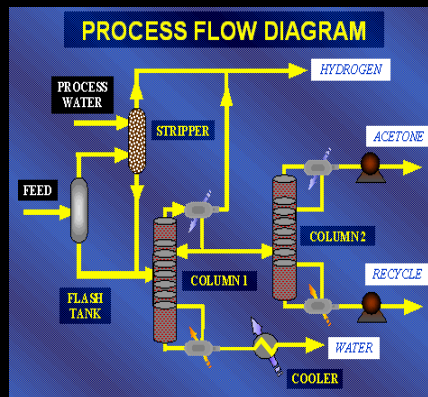 PROCESS FLOW DIAGRAM
HYDROGEN
PROCESS
WATER
STRIPPER
ACETONE
FEED
COLUMN 2
COLUMN 1
FLASH
TANK
RECYCLE
WATER
COOLER